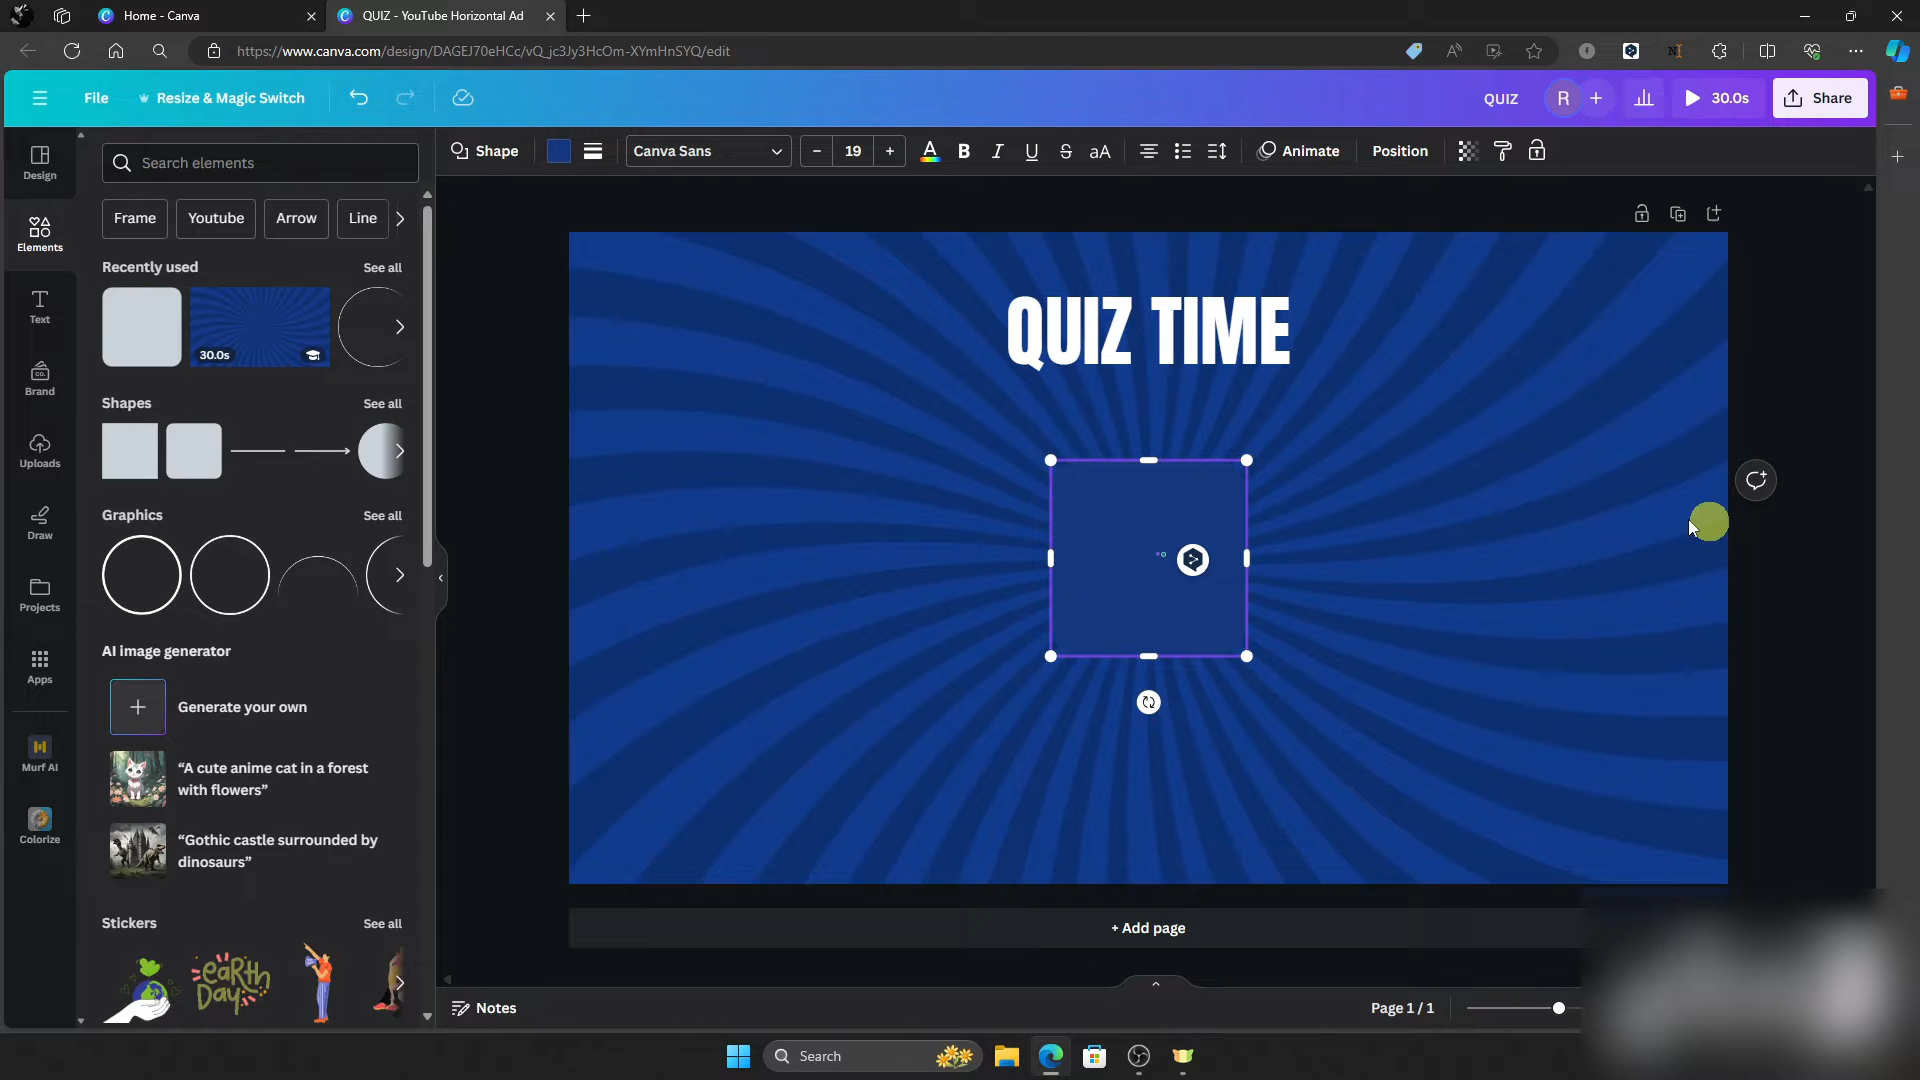 Home - Canva
QUIZ - YouTube Horizontal Ad
https://www.canva.com/design/DAGEJ70eHCc/vQ_jc3Jy3HcOm-XYmHnSYQ/edit
File
Resize & Magic Switch
QUIZ
R
30.0s
Share
Design
Elements
Text
Brand
Uploads
Draw
Projects
Apps
Murf AI
Colorize
Search elements
Frame
Youtube
Arrow
Line
Recently used
See all
30.0s
Shapes
See all
Graphics
See all
AI image generator
Generate your own
“A cute anime cat in a forest
with flowers”
“Gothic castle surrounded by
dinosaurs”
Stickers
See all
earth
Day
Shape
Canva Sans
19
Animate
Position
QUIZ TIME
+ Add page
Notes
Page 1 / 1
Search